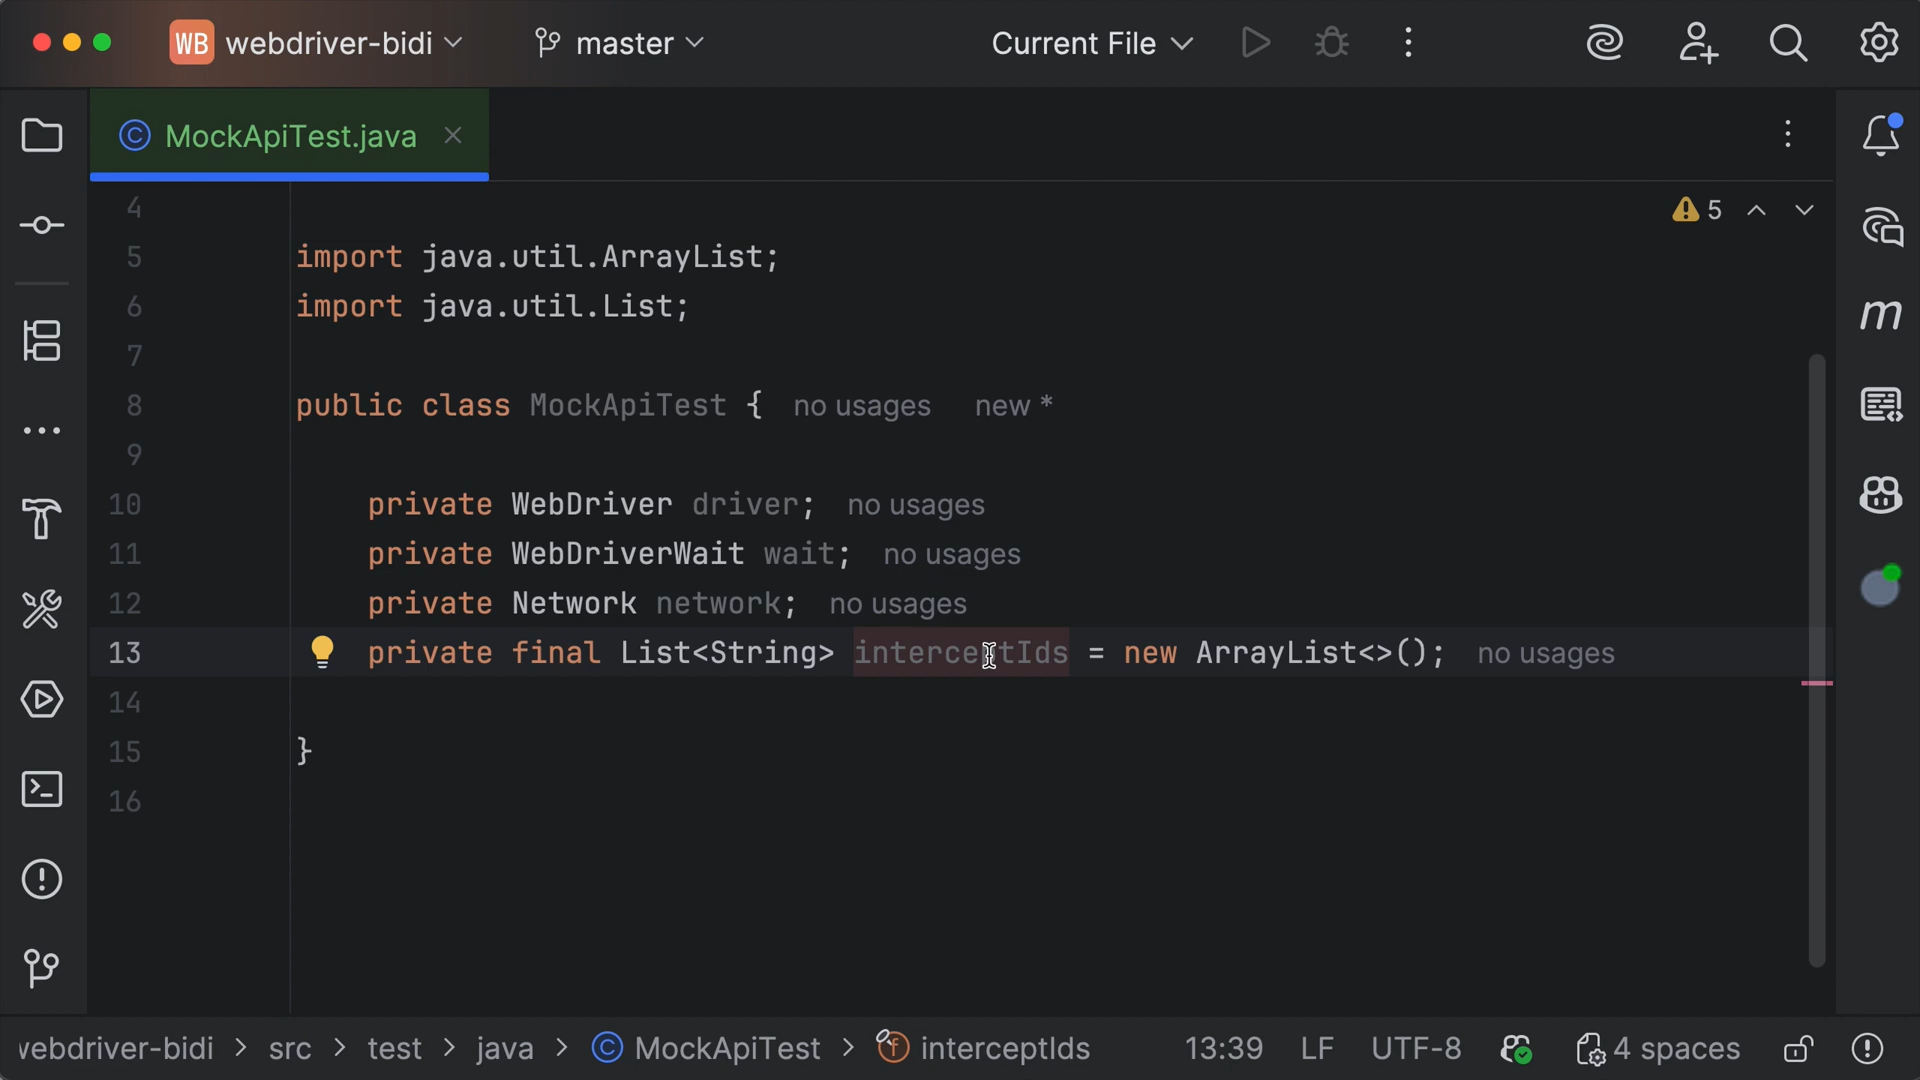 WB webdriver-bidi master Current File
MockApiTest.java
4
5 import java.util.ArrayList;
6 import java.util.List;
7
8 public class MockApiTest { no usages new *
9
10 private WebDriver driver; no usages
11 private WebDriverWait wait; no usages
12 private Network network; no usages
13 private final List<String> interceptIds = new ArrayList<>(); no usages
14
15 }
16
5
webdriver-bidi > src > test > java > MockApiTest > interceptIds 13:39 LF UTF-8 4 spaces